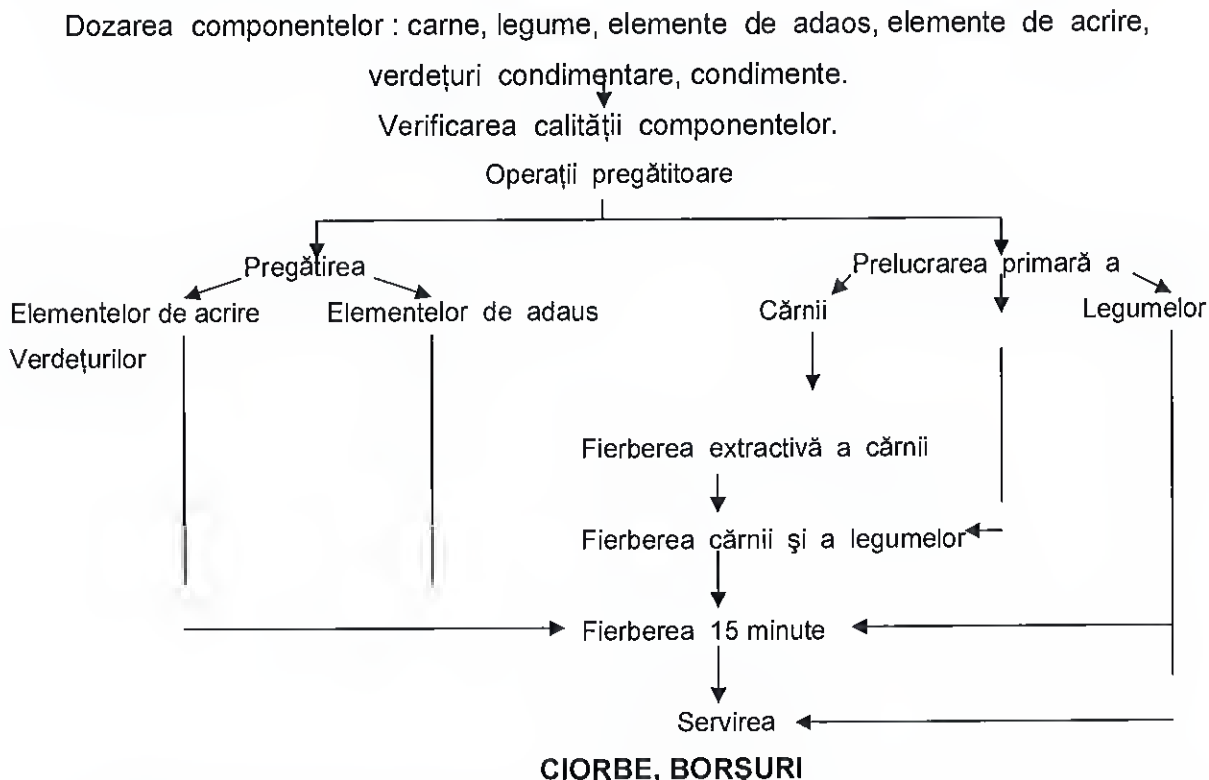 Dozarea componentelor : carne, legume, elemente de adaos, elemente de acrire,
verdețuri condimentare, condimente.
Verificarea calității componentelor.
Operații pregătitoare
Pregătirea
Prelucrarea primară a
Elementelor de acrire
Elementelor de adaus
Cărnii
Legumelor
Verdețurilor
Fierberea extractivă a cărnii
Fierberea cărnii și a legumelor
Fierberea 15 minute
Servirea
CIORBE, BORȘURI